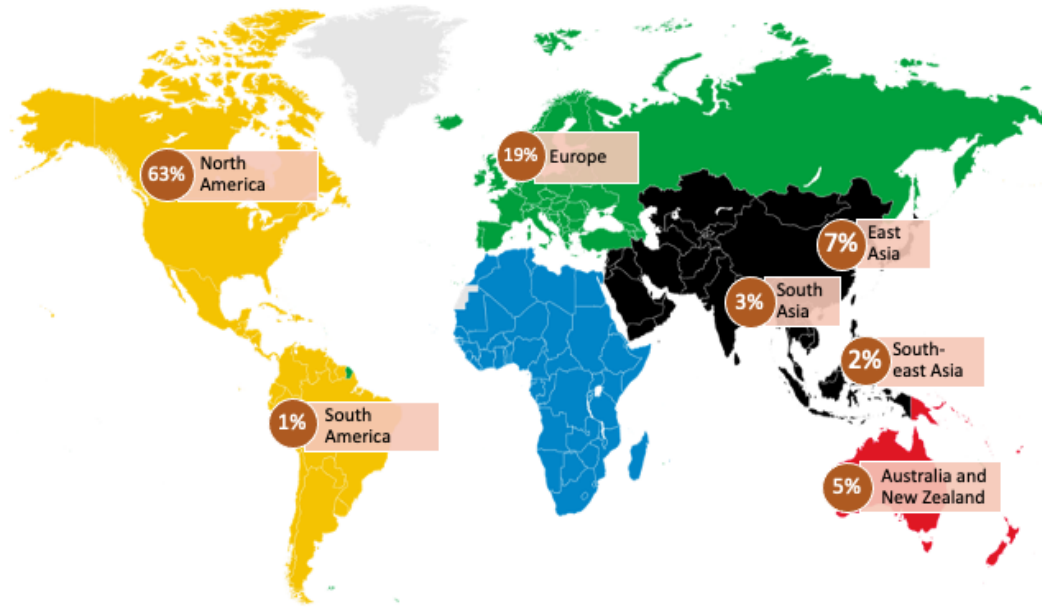 63%
North
America
19%
Europe
7%
East
Asia
3%
South
Asia
2%
South-
east Asia
1%
South
America
5%
Australia and
New Zealand